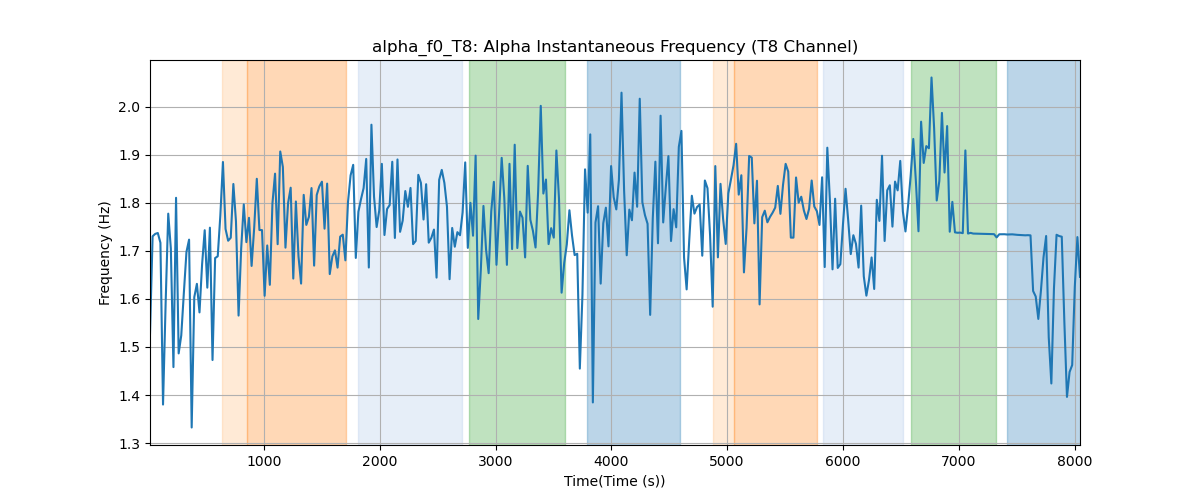 alpha_f0_T8: Alpha Instantaneous Frequency (T8 Channel)
Frequency (Hz)
2.0
1.9
1.8
1.7
1.6
1.5
1.4
1.3
1000 2000 3000 4000 5000 6000 7000 8000
Time(Time (s))